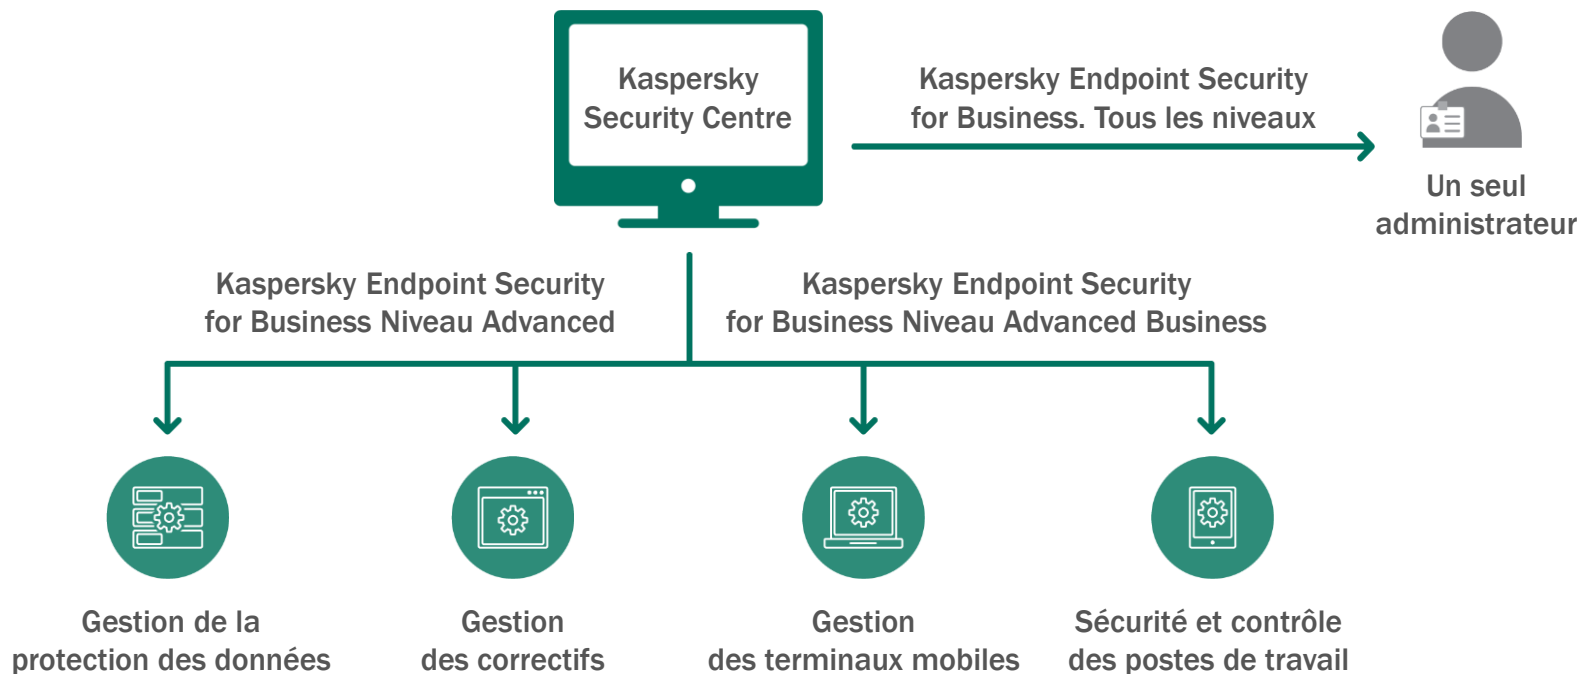 Kaspersky
Security Centre
Kaspersky Endpoint Security
for Business. Tous les niveaux
Un seul
administrateur
Kaspersky Endpoint Security
for Business Niveau Advanced
Kaspersky Endpoint Security
for Business Niveau Advanced Business
Gestion de la
protection des données
Gestion
des correctifs
Gestion
des terminaux mobiles
Sécurité et contrôle
des postes de travail